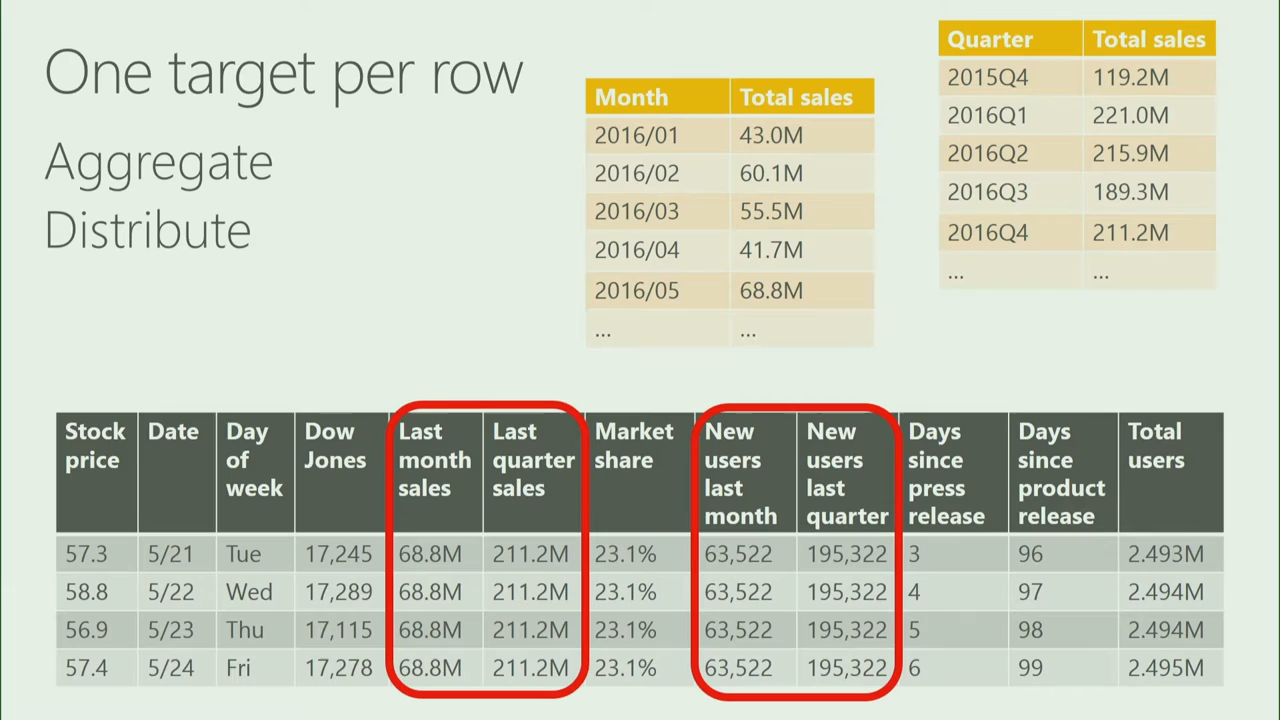 One target per row
Aggregate
Distribute
Month Total sales
2016/01 43.0M
2016/02 60.1M
2016/03 55.5M
2016/04 41.7M
2016/05 68.8M
... ...
Quarter Total sales
2015Q4 119.2M
2016Q1 221.0M
2016Q2 215.9M
2016Q3 189.3M
2016Q4 211.2M
... ...
Stock price Date Day of week Dow Jones Last month sales Last quarter sales Market share New users last month New users last quarter Days since press release Days since product release Total users
57.3 5/21 Tue 17,245 68.8M 211.2M 23.1% 63,522 195,322 3 96 2.493M
58.8 5/22 Wed 17,289 68.8M 211.2M 23.1% 63,522 195,322 4 97 2.494M
56.9 5/23 Thu 17,115 68.8M 211.2M 23.1% 63,522 195,322 5 98 2.494M
57.4 5/24 Fri 17,278 68.8M 211.2M 23.1% 63,522 195,322 6 99 2.495M